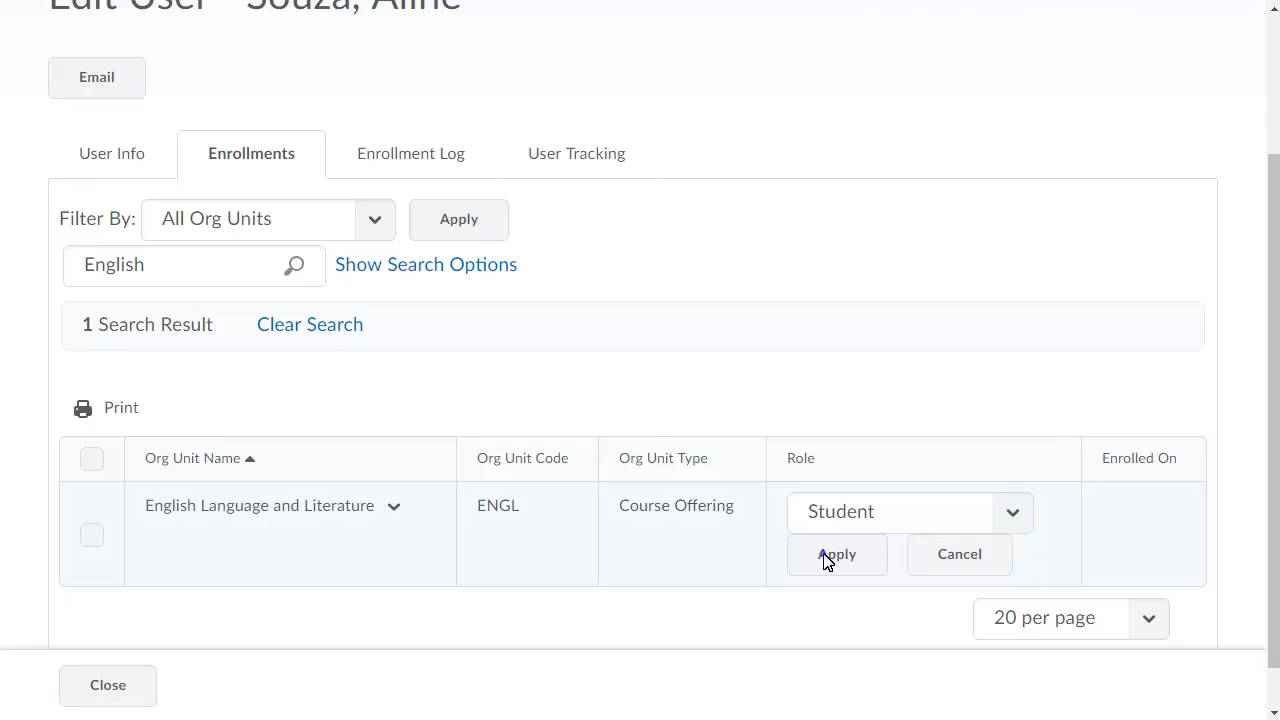 Edit User - Souza, Aline
Email
User Info
Enrollments
Enrollment Log
User Tracking
Filter By: All Org Units
Apply
English
Show Search Options
1 Search Result
Clear Search
Print
Org Unit Name
Org Unit Code
Org Unit Type
Role
Enrolled On
English Language and Literature
ENGL
Course Offering
Student
Apply
Cancel
20 per page
Close